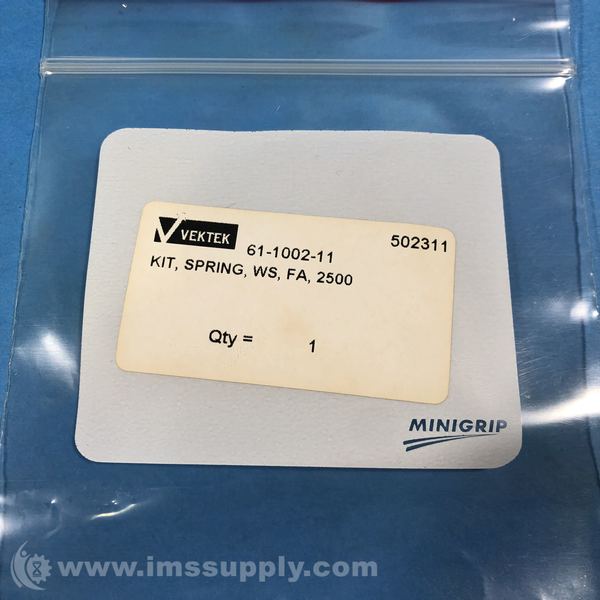 VEKTEK 61-1002-11 502311
KIT, SPRING, WS, FA, 2500
Qty = 1
MINIGRIP
www.imssupply.com